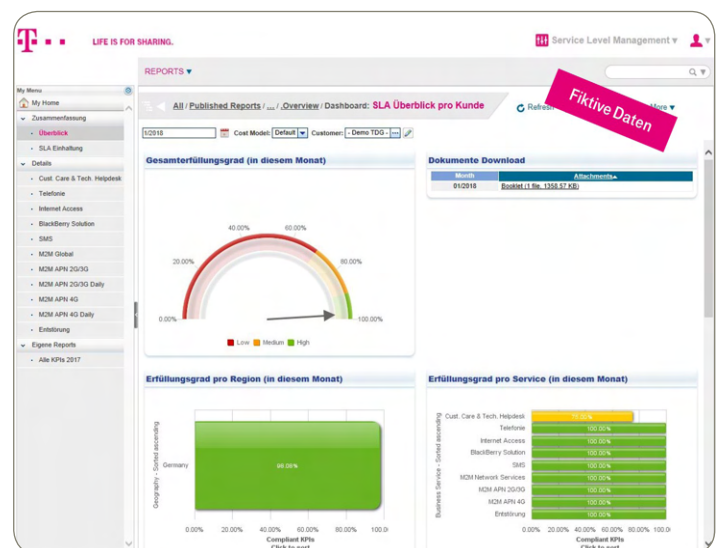 T
LIFE IS FOR SHARING.
Service Level Management
REPORTS
My Menu
My Home
Zusammenfassung
Überblick
SLA Einhaltung
Details
Cust. Care & Tech. Helpdesk
Telefonie
Internet Access
BlackBerry Solution
SMS
M2M Global
M2M APN 2G/3G
M2M APN 2G/3G Daily
M2M APN 4G
M2M APN 4G Daily
Entstörung
Eigene Reports
Alle KPIs 2017
All / Published Reports / ... / .Overview / Dashboard: SLA Überblick pro Kunde
Refresh
More
Fiktive Daten
1/2018 Cost Model: Default Customer: - Demo TDG -
Gesamterfüllungsgrad (in diesem Monat)
0.00%
20.00%
40.00%
60.00%
80.00%
100.00%
Low Medium High
Dokumente Download
Month Attachments
01/2018 Booklet (1 file, 1358.57 KB)
Erfüllungsgrad pro Region (in diesem Monat)
Geography - Sorted ascending
Germany
0.00% 20.00% 40.00% 60.00% 80.00% 100.0
Compliant KPIs
Erfüllungsgrad pro Service (in diesem Monat)
Business Service - Sorted ascending
Cust. Care & Tech. Helpdesk
Telefonie 100.00%
Internet Access 100.00%
BlackBerry Solution 100.00%
SMS 100.00%
M2M Network Services 100.00%
M2M APN 2G/3G 100.00%
M2M APN 4G 100.00%
Entstörung 100.00%
0.00% 20.00% 40.00% 60.00% 80.00% 100.0
Compliant KPIs